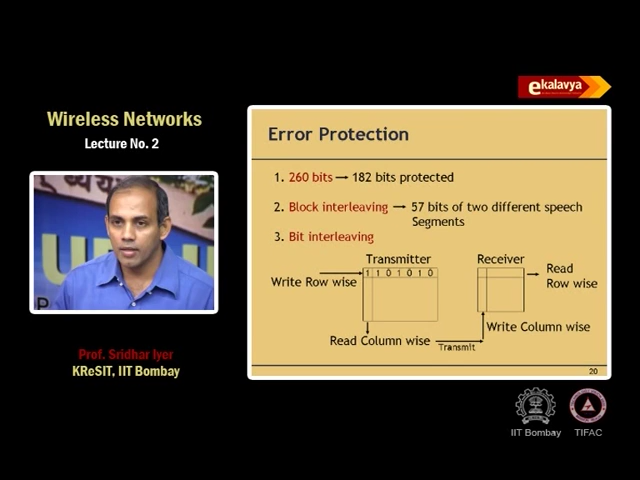 ekalavya
Wireless Networks
Lecture No. 2
Error Protection
1. 260 bits → 182 bits protected
2. Block interleaving → 57 bits of two different speech
Segments
3. Bit interleaving
Transmitter
Receiver
Write Row wise
1 1 0 1 0 1 0
Read
Row wise
Write Column wise
Read Column wise
Transmit
20
Prof. Sridhar Iyer
KReSIT, IIT Bombay
IIT Bombay
TIFAC